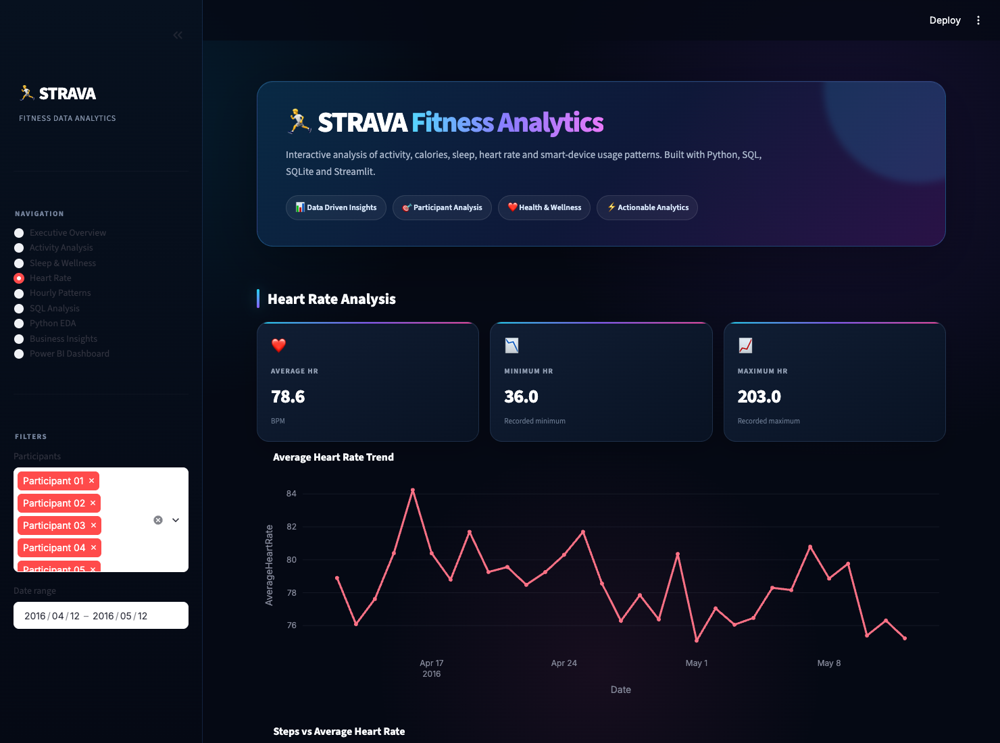 Deploy
STRAVA
FITNESS DATA ANALYTICS
NAVIGATION
Executive Overview
Activity Analysis
Sleep & Wellness
Heart Rate
Hourly Patterns
SQL Analysis
Python EDA
Business Insights
Power BI Dashboard
FILTERS
Participants
Participant 01 ×
Participant 02 ×
Participant 03 ×
Participant 04 ×
Participant 05 ×
Date range
2016/04/12 – 2016/05/12
STRAVA Fitness Analytics
Interactive analysis of activity, calories, sleep, heart rate and smart-device usage patterns. Built with Python, SQL,
SQLite and Streamlit.
Data Driven Insights
Participant Analysis
Health & Wellness
Actionable Analytics
Heart Rate Analysis
AVERAGE HR
78.6
BPM
MINIMUM HR
36.0
Recorded minimum
MAXIMUM HR
203.0
Recorded maximum
Average Heart Rate Trend
AverageHeartRate
84
82
80
78
76
Apr 17
2016
Apr 24
May 1
May 8
Date
Steps vs Average Heart Rate